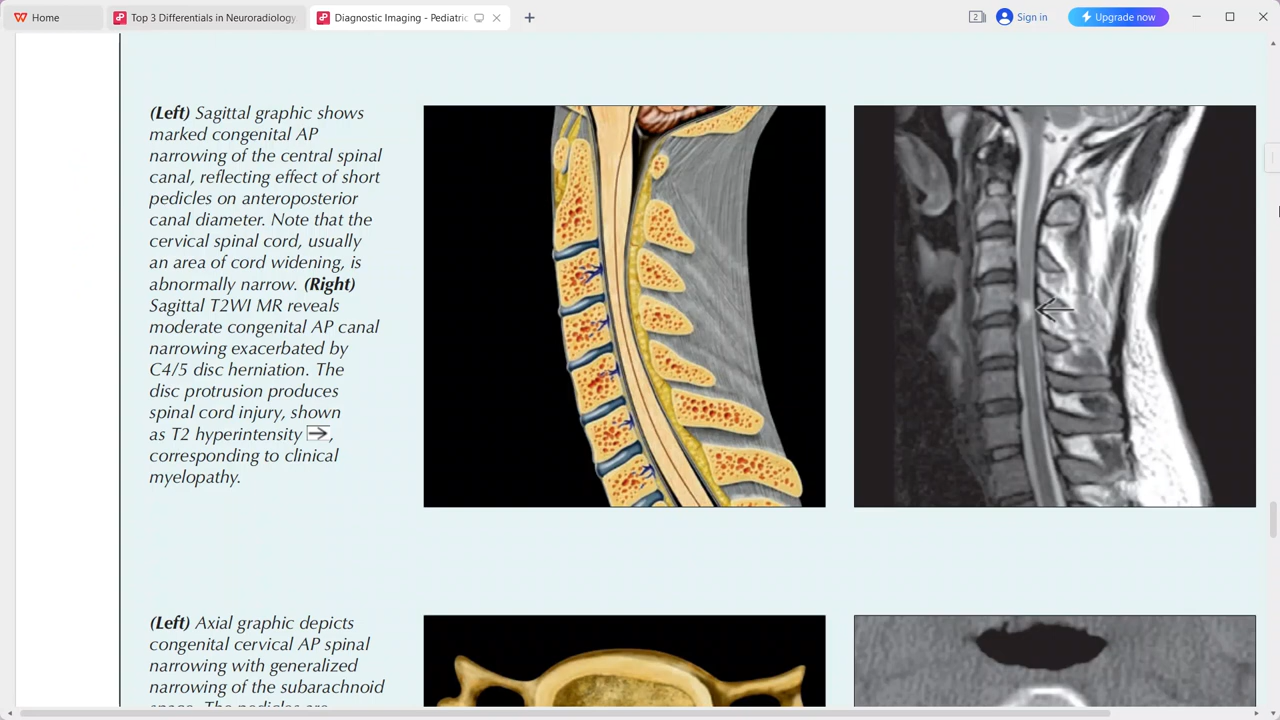 Home
Top 3 Differentials in Neuroradiology.
Diagnostic Imaging - Pediatric
2
Sign in
Upgrade now
(Left) Sagittal graphic shows
marked congenital AP
narrowing of the central spinal
canal, reflecting effect of short
pedicles on anteroposterior
canal diameter. Note that the
cervical spinal cord, usually
an area of cord widening, is
abnormally narrow. (Right)
Sagittal T2WI MR reveals
moderate congenital AP canal
narrowing exacerbated by
C4/5 disc herniation. The
disc protrusion produces
spinal cord injury, shown
as T2 hyperintensity ,
corresponding to clinical
myelopathy.
(Left) Axial graphic depicts
congenital cervical AP spinal
narrowing with generalized
narrowing of the subarachnoid
space. The pedicles are